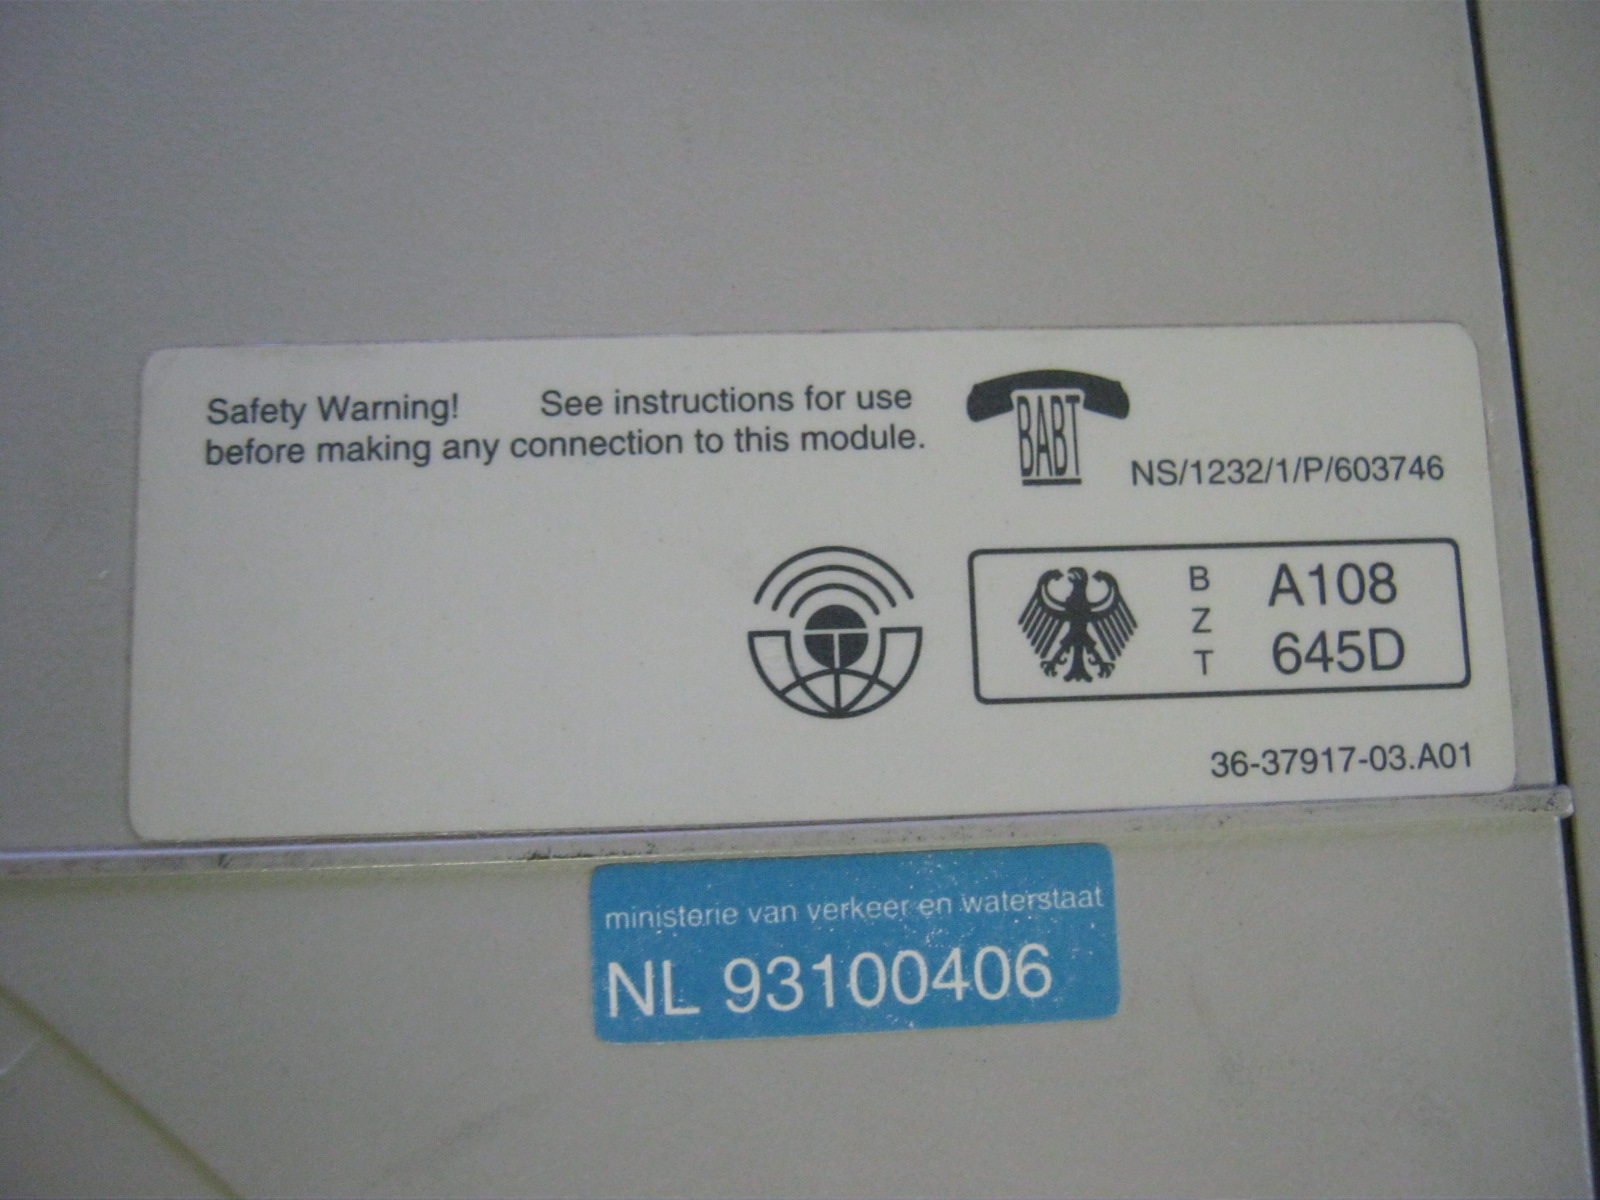 Safety Warning! See instructions for use
before making any connection to this module.
BABT
NS/1232/1/P/603746
B
Z
T
A108
645D
36-37917-03.A01
ministerie van verkeer en waterstaat
NL 93100406